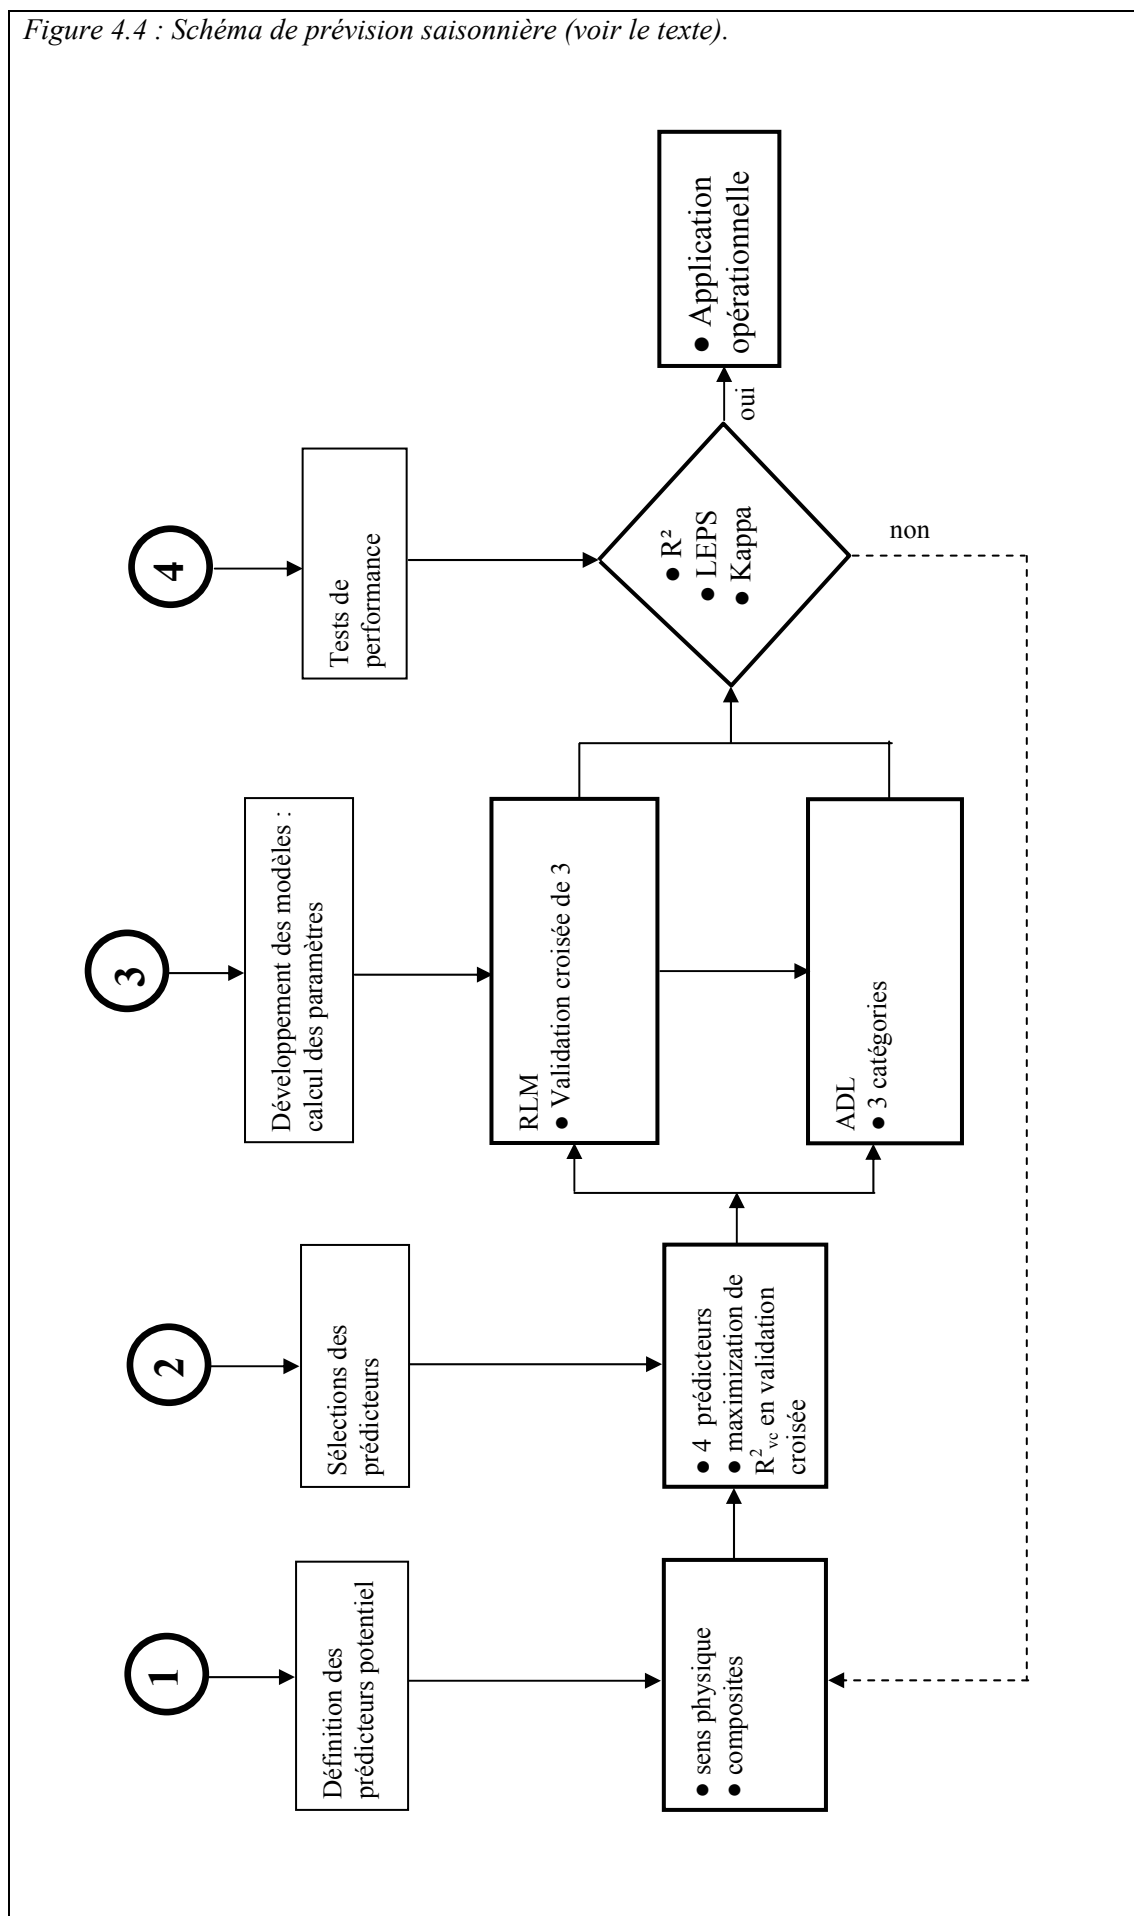 Figure 4.4 : Schéma de prévision saisonnière (voir le texte).
1
Définition des
prédicteurs potentiel
● sens physique
● composites
2
Sélections des
prédicteurs
● 4 prédicteurs
● maximization de
R²vc en validation
croisée
3
Développement des modèles :
calcul des paramètres
RLM
● Validation croisée de 3
ADL
● 3 catégories
4
Tests de
performance
● R²
● LEPS
● Kappa
oui
non
● Application
opérationnelle